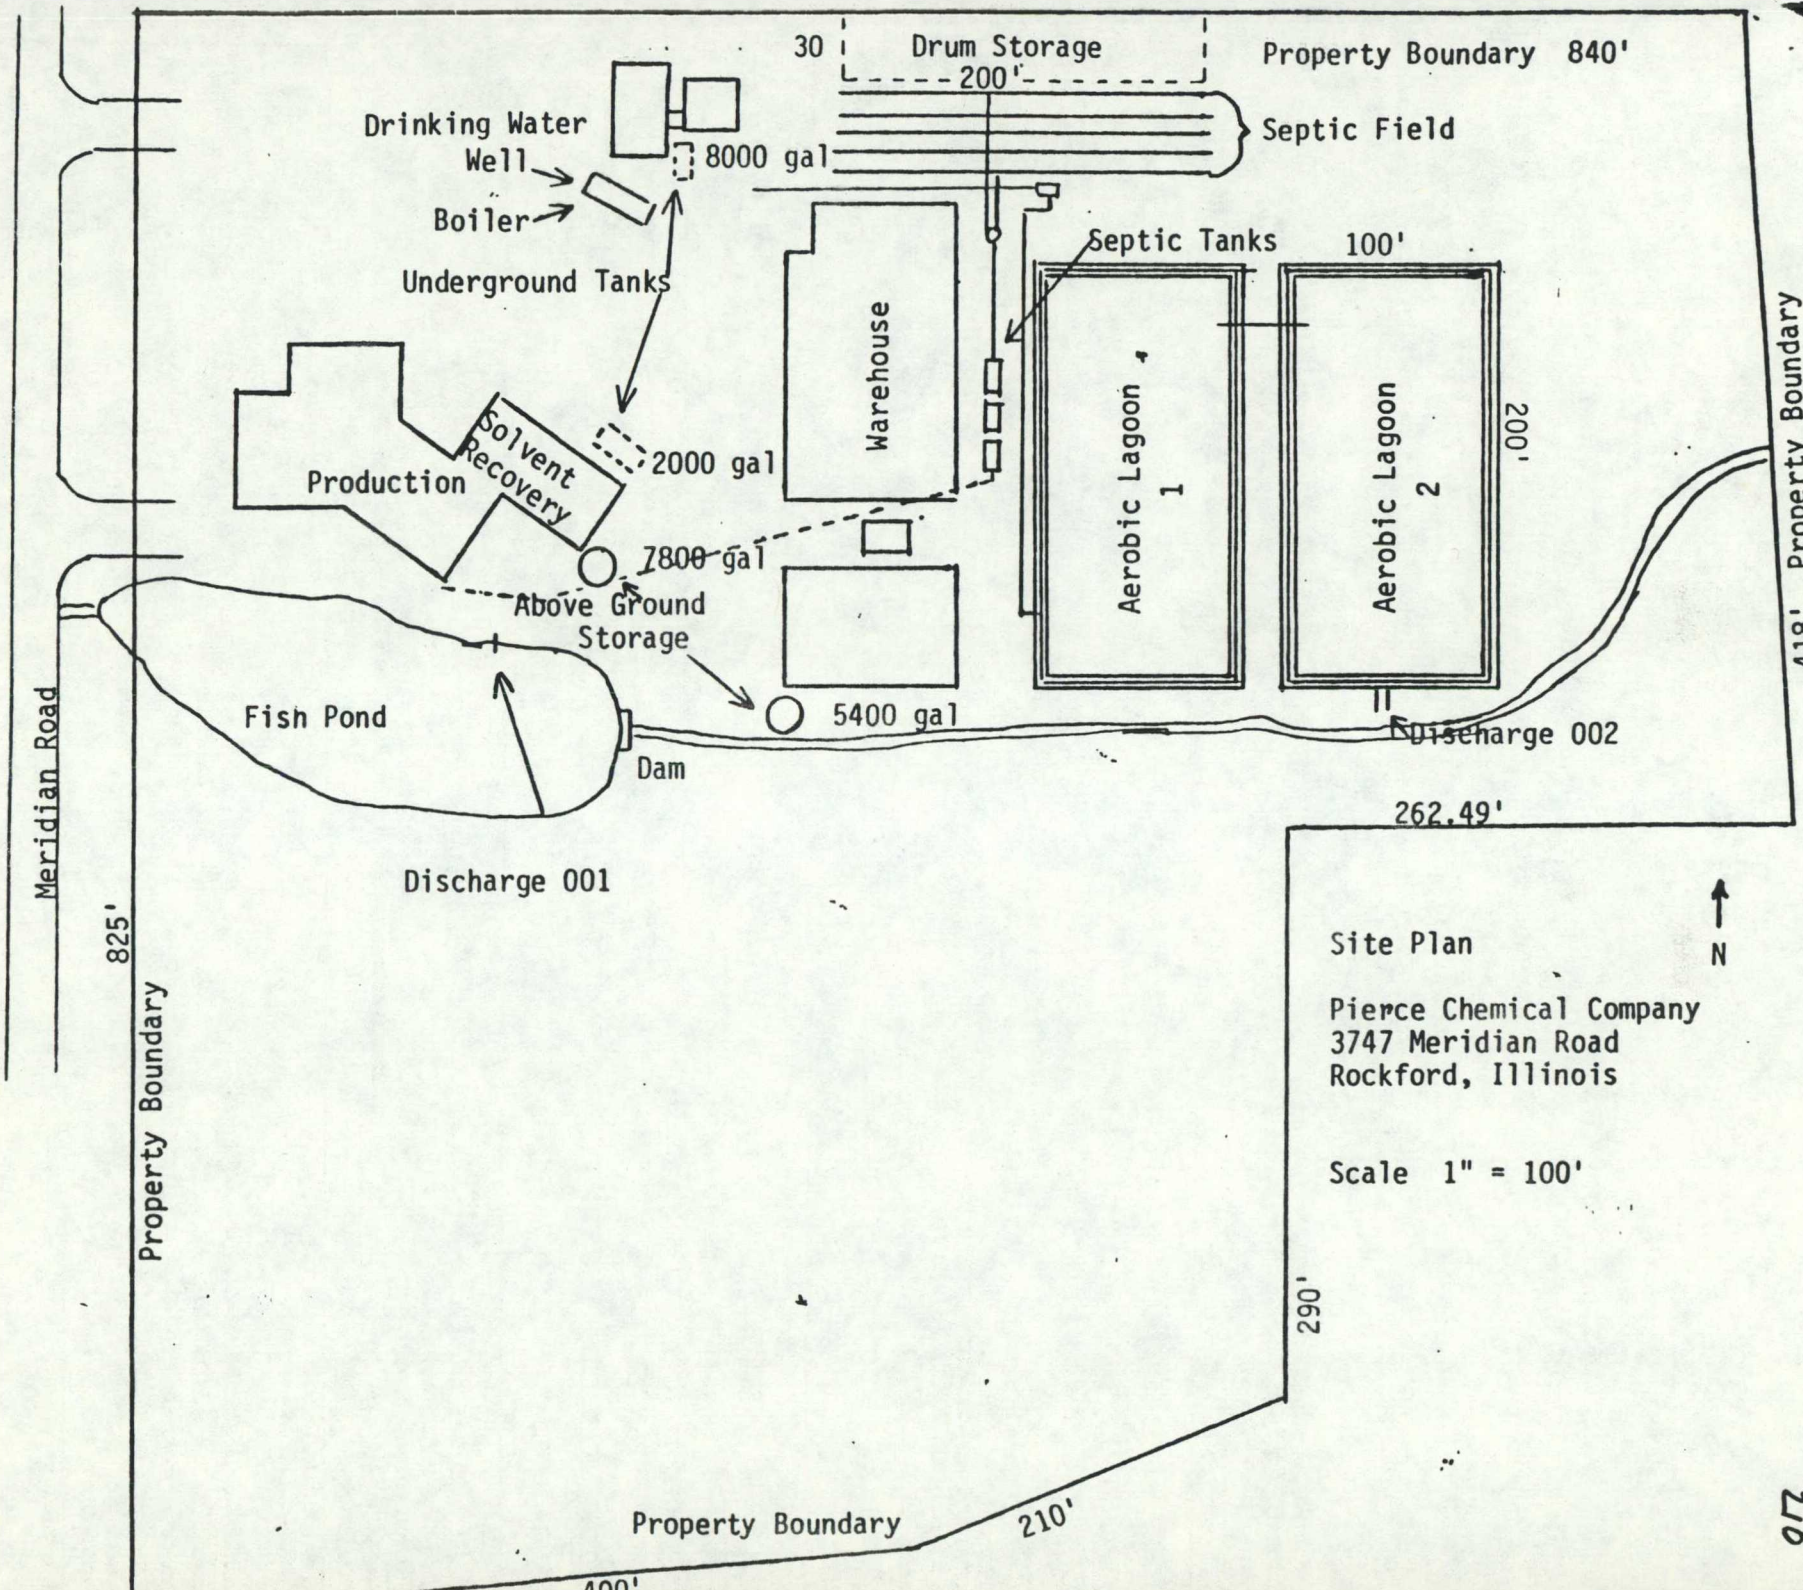 30
Drum Storage
200'
Property Boundary 840'
Septic Field
Drinking Water
Well
8000 gal
Boiler
Septic Tanks
100'
Underground Tanks
Warehouse
Aerobic Lagoon
1
Aerobic Lagoon
2
200'
418' Property Boundary
Solvent
Recovery
2000 gal
Production
7800 gal
Above Ground
Storage
5400 gal
Fish Pond
Dam
Discharge 002
262.49'
Meridian Road
Discharge 001
825'
Property Boundary
Site Plan
N
Pierce Chemical Company
3747 Meridian Road
Rockford, Illinois
Scale 1" = 100'
290'
Property Boundary
210'
400'